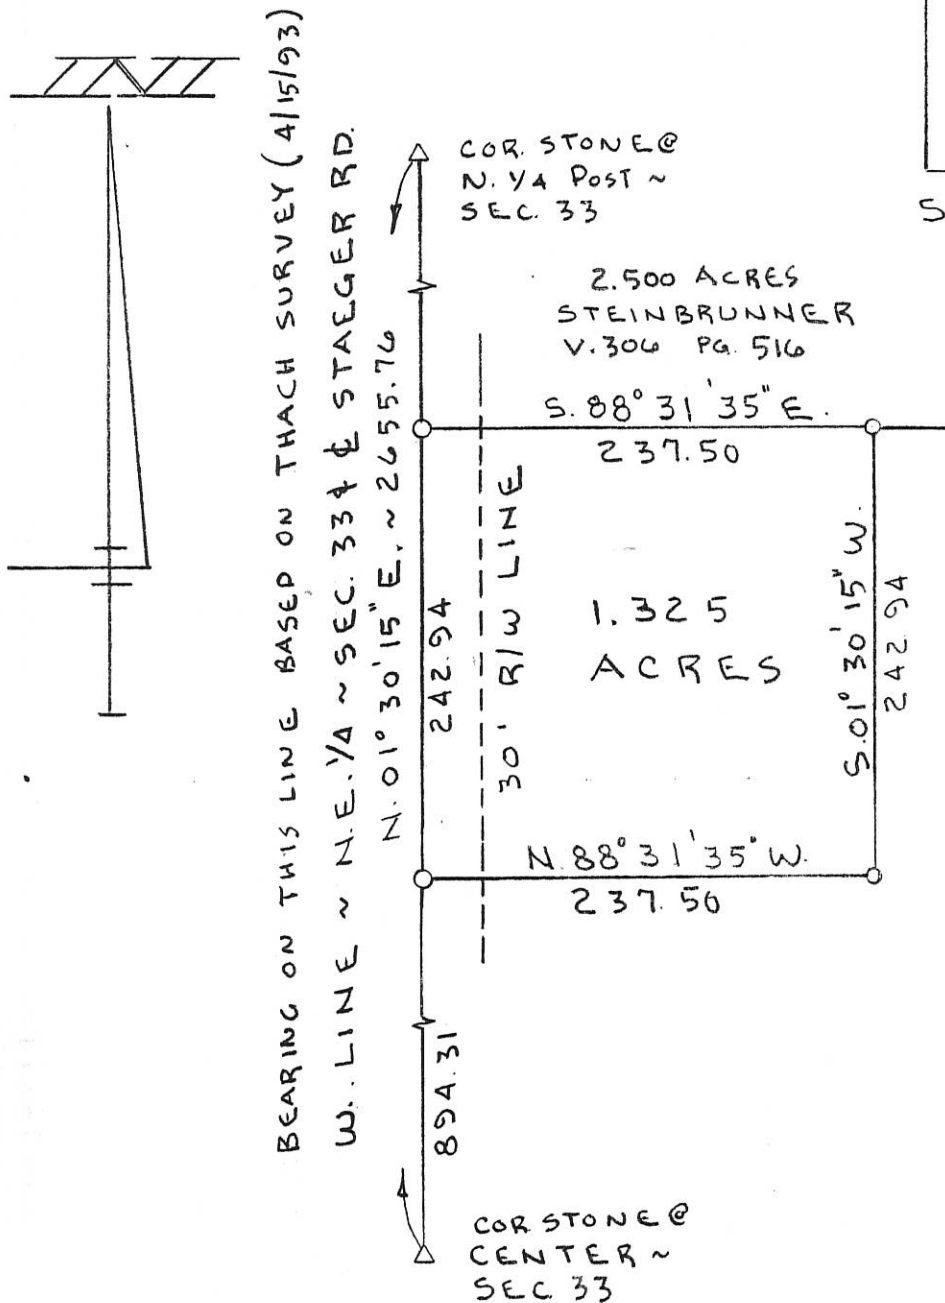 BEARING ON THIS LINE BASED ON THACH SURVEY (4/15/93)
W. LINE ~ N.E. 1/4 ~ SEC. 33 & ℄ STAEGER RD.
N. 01° 30' 15" E. ~ 2655.76
COR. STONE @
N. 1/4 POST ~
SEC. 33
S
2.500 ACRES
STEINBRUNNER
V. 306 PG. 516
S. 88° 31' 35" E.
237.50
242.94
30' R/W LINE
1.325
ACRES
S. 01° 30' 15" W.
242.94
N. 88° 31' 35" W.
237.50
894.31
COR STONE @
CENTER ~
SEC 33